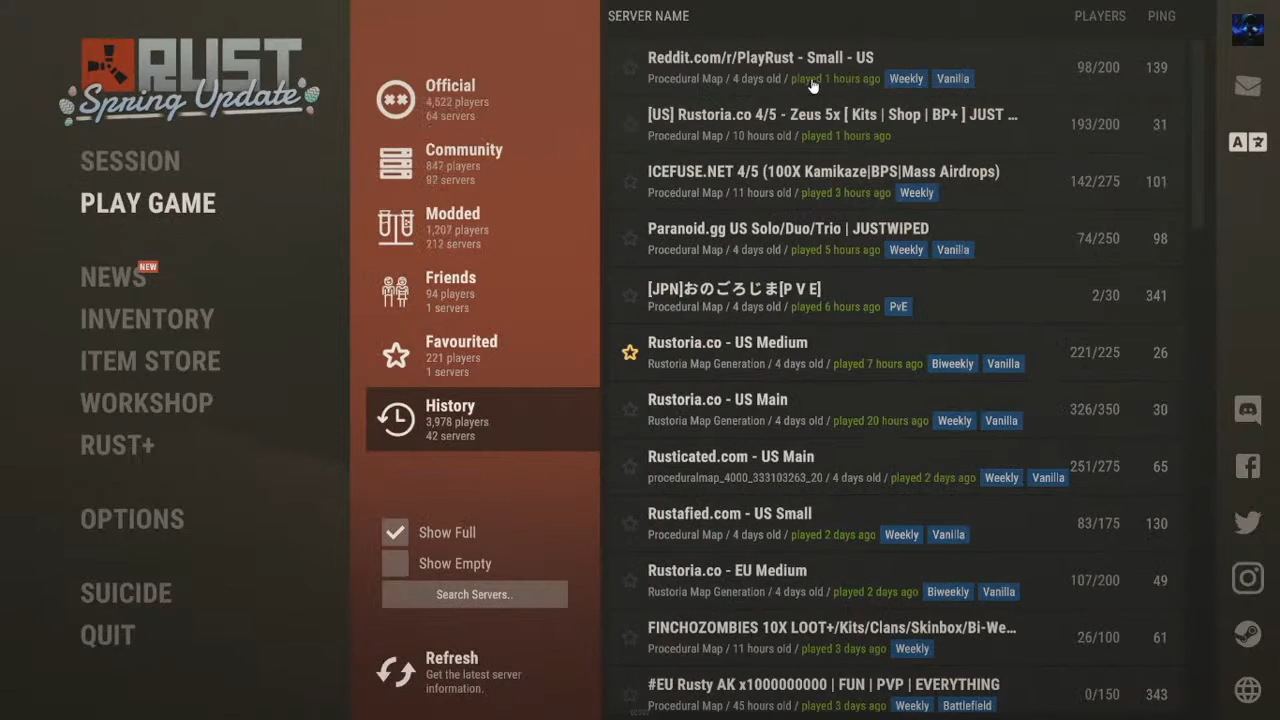 RUST
Spring Update
SESSION
PLAY GAME
NEWS NEW
INVENTORY
ITEM STORE
WORKSHOP
RUST+
OPTIONS
SUICIDE
QUIT
Official
4,522 players
64 servers
Community
847 players
92 servers
Modded
1,207 players
212 servers
Friends
94 players
1 servers
Favourited
221 players
1 servers
History
3,978 players
42 servers
Show Full
Show Empty
Search Servers..
Refresh
Get the latest server
information.
SERVER NAME PLAYERS PING
Reddit.com/r/PlayRust - Small - US
Procedural Map / 4 days old / played 1 hours ago Weekly Vanilla
98/200 139
[US] Rustoria.co 4/5 - Zeus 5x [ Kits | Shop | BP+ ] JUST ...
Procedural Map / 10 hours old / played 1 hours ago
193/200 31
ICEFUSE.NET 4/5 (100X Kamikaze|BPS|Mass Airdrops)
Procedural Map / 11 hours old / played 3 hours ago Weekly
142/275 101
Paranoid.gg US Solo/Duo/Trio | JUSTWIPED
Procedural Map / 4 days old / played 5 hours ago Weekly Vanilla
74/250 98
[JPN]おのごろじま[P V E]
Procedural Map / 4 days old / played 6 hours ago PvE
2/30 341
Rustoria.co - US Medium
Rustoria Map Generation / 4 days old / played 7 hours ago Biweekly Vanilla
221/225 26
Rustoria.co - US Main
Rustoria Map Generation / 4 days old / played 20 hours ago Weekly Vanilla
326/350 30
Rusticated.com - US Main
proceduralmap_4000_333103263_20 / 4 days old / played 2 days ago Weekly Vanilla
251/275 65
Rustafied.com - US Small
Procedural Map / 4 days old / played 2 days ago Weekly Vanilla
83/175 130
Rustoria.co - EU Medium
Rustoria Map Generation / 4 days old / played 2 days ago Biweekly Vanilla
107/200 49
FINCHOZOMBIES 10X LOOT+/Kits/Clans/Skinbox/Bi-We...
Procedural Map / 11 hours old / played 3 days ago Weekly
26/100 61
#EU Rusty AK x1000000000 | FUN | PVP | EVERYTHING
Procedural Map / 45 hours old / played 3 days ago Weekly Battlefield
0/150 343